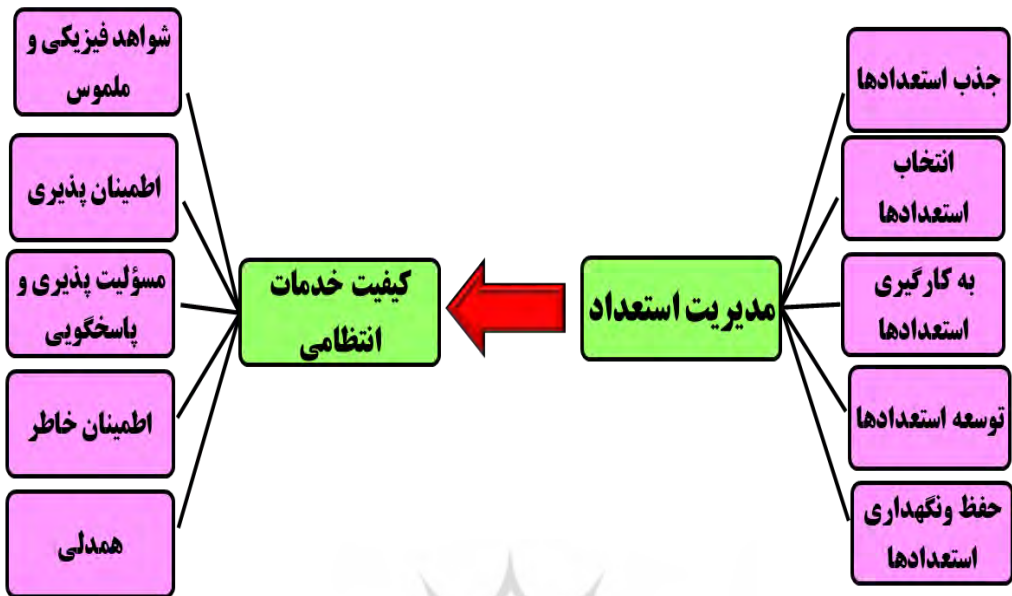 جذب استعدادها
انتخاب
استعدادها
به کارگیری
استعدادها
توسعه استعدادها
حفظ ونگهداری
استعدادها
مدیریت استعداد
کیفیت خدمات
انتظامی
شواهد فیزیکی و
ملموس
اطمینان پذیری
مسؤلیت پذیری و
پاسخگویی
اطمینان خاطر
همدلی